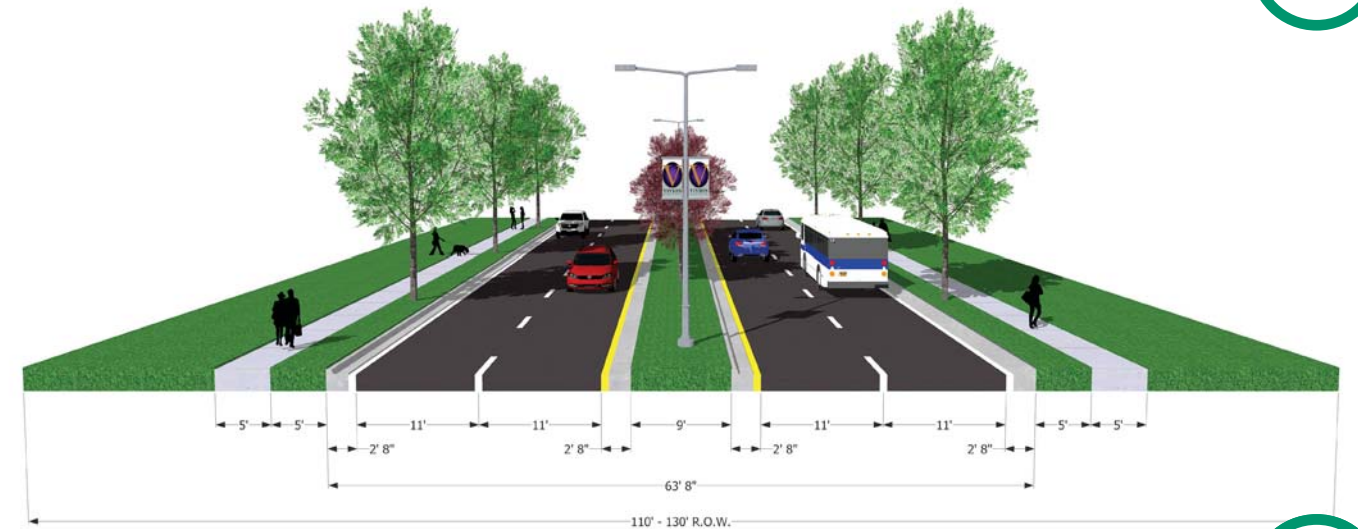 5' 5' 11' 11' 9' 11' 11' 5' 5'
2' 8" 2' 8" 2' 8" 2' 8"
63' 8"
110' - 130' R.O.W.